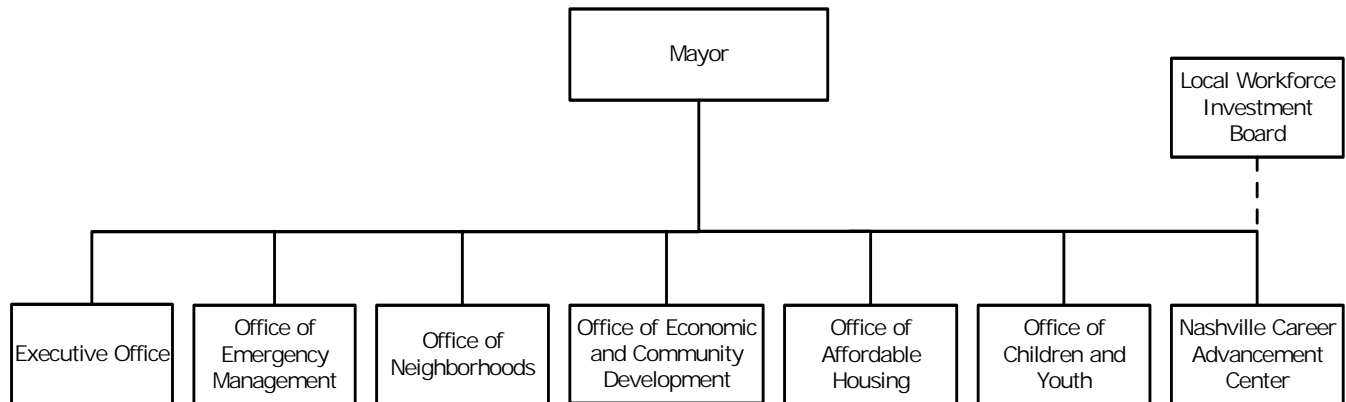 Mayor
Local Workforce
Investment
Board
Executive Office
Office of
Emergency
Management
Office of
Neighborhoods
Office of Economic
and Community
Development
Office of
Affordable
Housing
Office of
Children and
Youth
Nashville Career
Advancement
Center